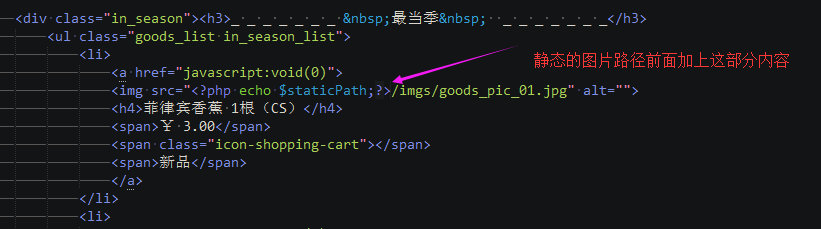 <div class="in_season"><h3>_._._._._._._._ &nbsp;最当季&nbsp; ._._._._._._._._</h3>
<ul class="goods_list in_season_list">
<li>
<a href="javascript:void(0)">
静态的图片路径前面加上这部分内容
<img src="<?php echo $staticPath;?>/imgs/goods_pic_01.jpg" alt="">
<h4>菲律宾香蕉 1根（CS）</h4>
<span>￥ 3.00</span>
<span class="icon-shopping-cart"></span>
<span>新品</span>
</a>
</li>
<li>